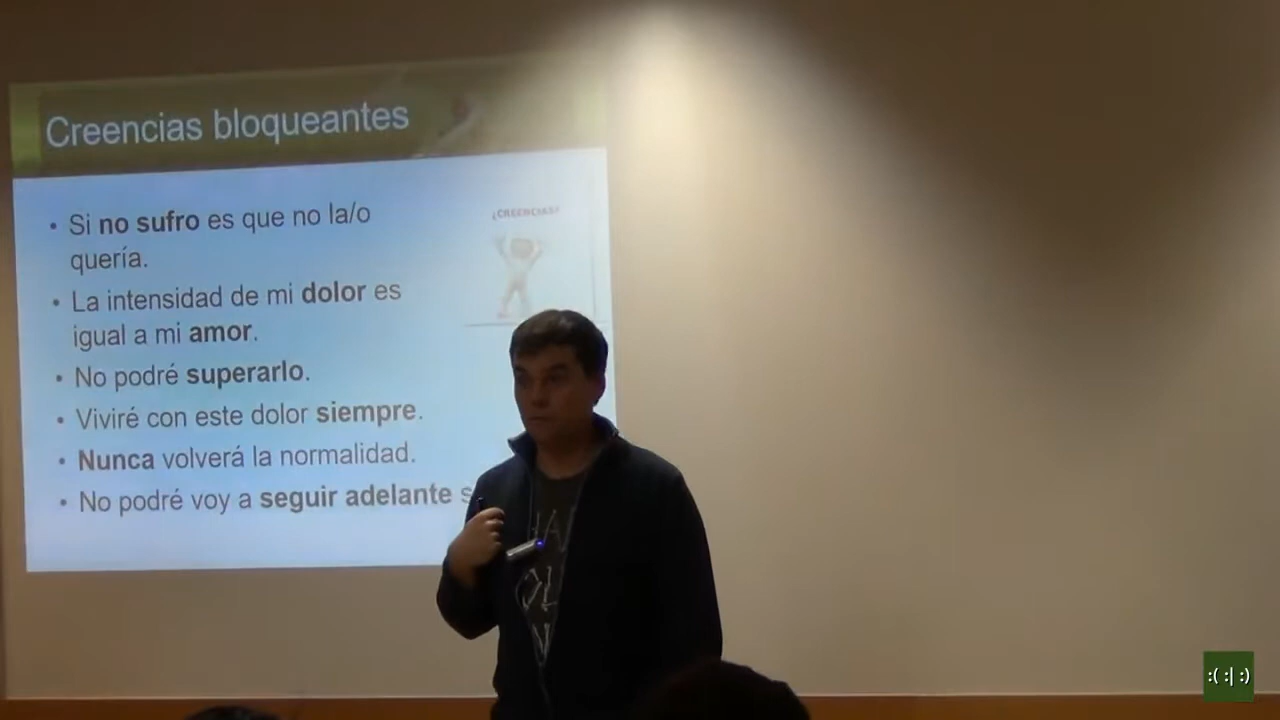 Creencias bloqueantes
• Si no sufro es que no la/o
quería.
• La intensidad de mi dolor es
igual a mi amor.
• No podré superarlo.
• Viviré con este dolor siempre.
• Nunca volverá la normalidad.
• No podré voy a seguir adelante s
¿CREENCIAS?
:( :| :)